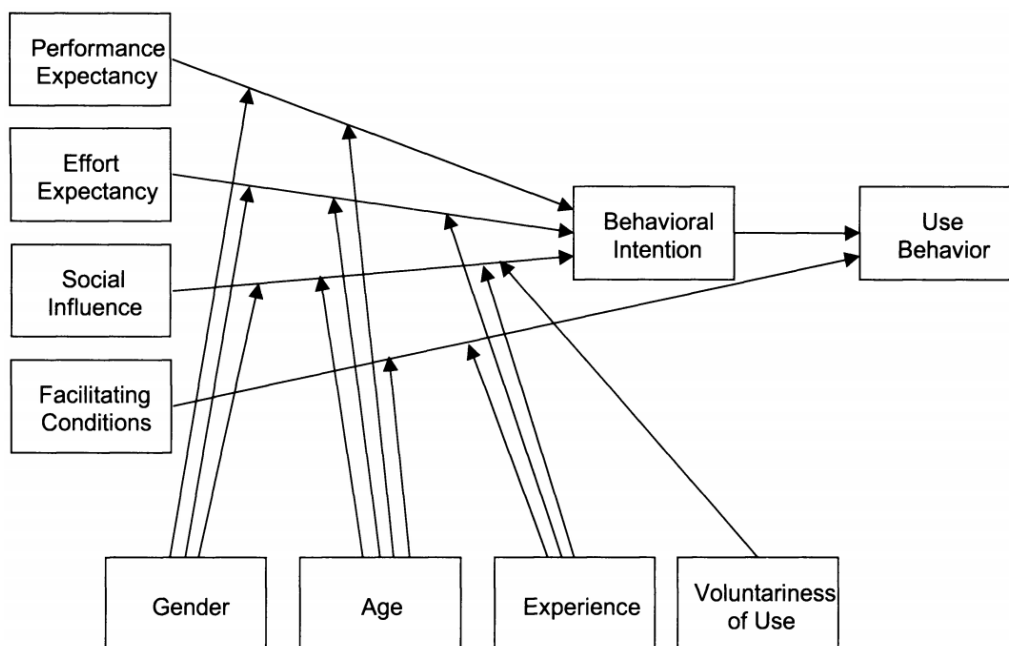 Performance
Expectancy
Effort
Expectancy
Social
Influence
Facilitating
Conditions
Behavioral
Intention
Use
Behavior
Gender
Age
Experience
Voluntariness
of Use